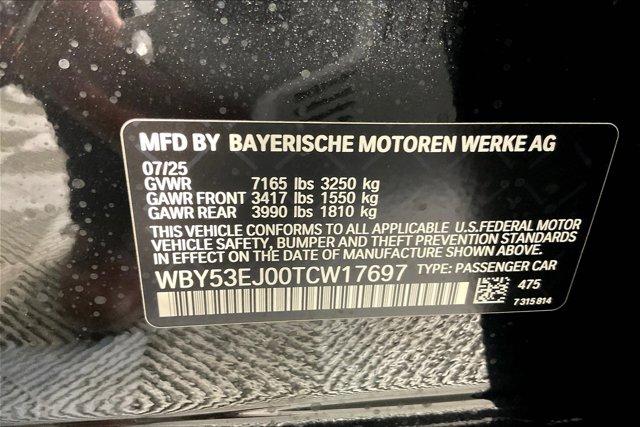 MFD BY BAYERISCHE MOTOREN WERKE AG
07/25
GVWR 7165 lbs 3250 kg
GAWR FRONT 3417 lbs 1550 kg
GAWR REAR 3990 lbs 1810 kg
THIS VEHICLE CONFORMS TO ALL APPLICABLE U.S.FEDERAL MOTOR
VEHICLE SAFETY, BUMPER AND THEFT PREVENTION STANDARDS
IN EFFECT ON THE DATE OF MANUFACTURE SHOWN ABOVE.
WBY53EJ00TCW17697 TYPE: PASSENGER CAR
475
7315814